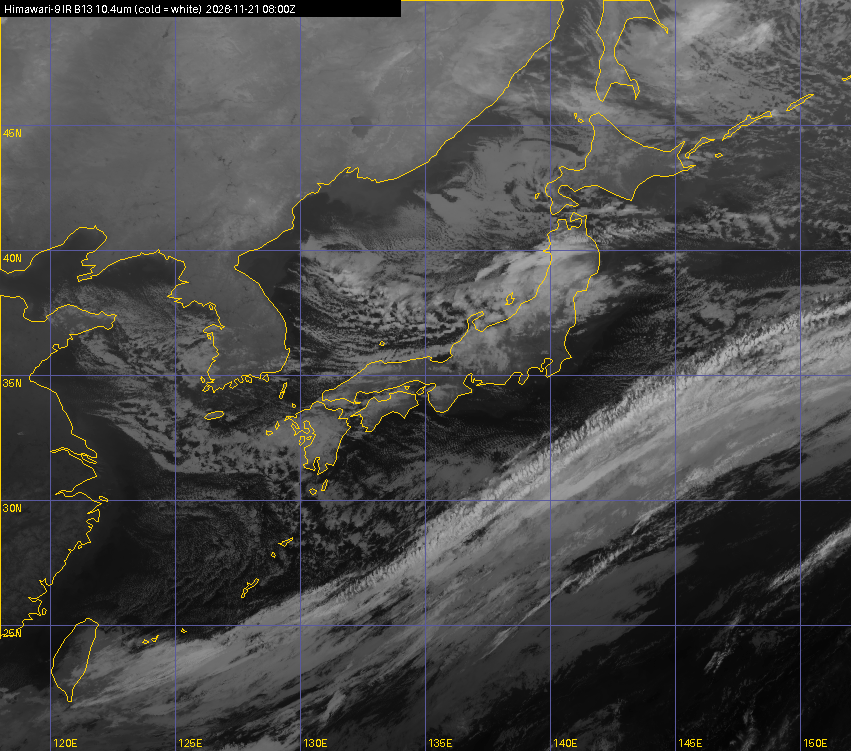 Himawari-9 IR B13 10.4um (cold = white) 2026-11-21 08:00Z
45N
40N
35N
30N
25N
120E 125E 130E 135E 140E 145E 150E